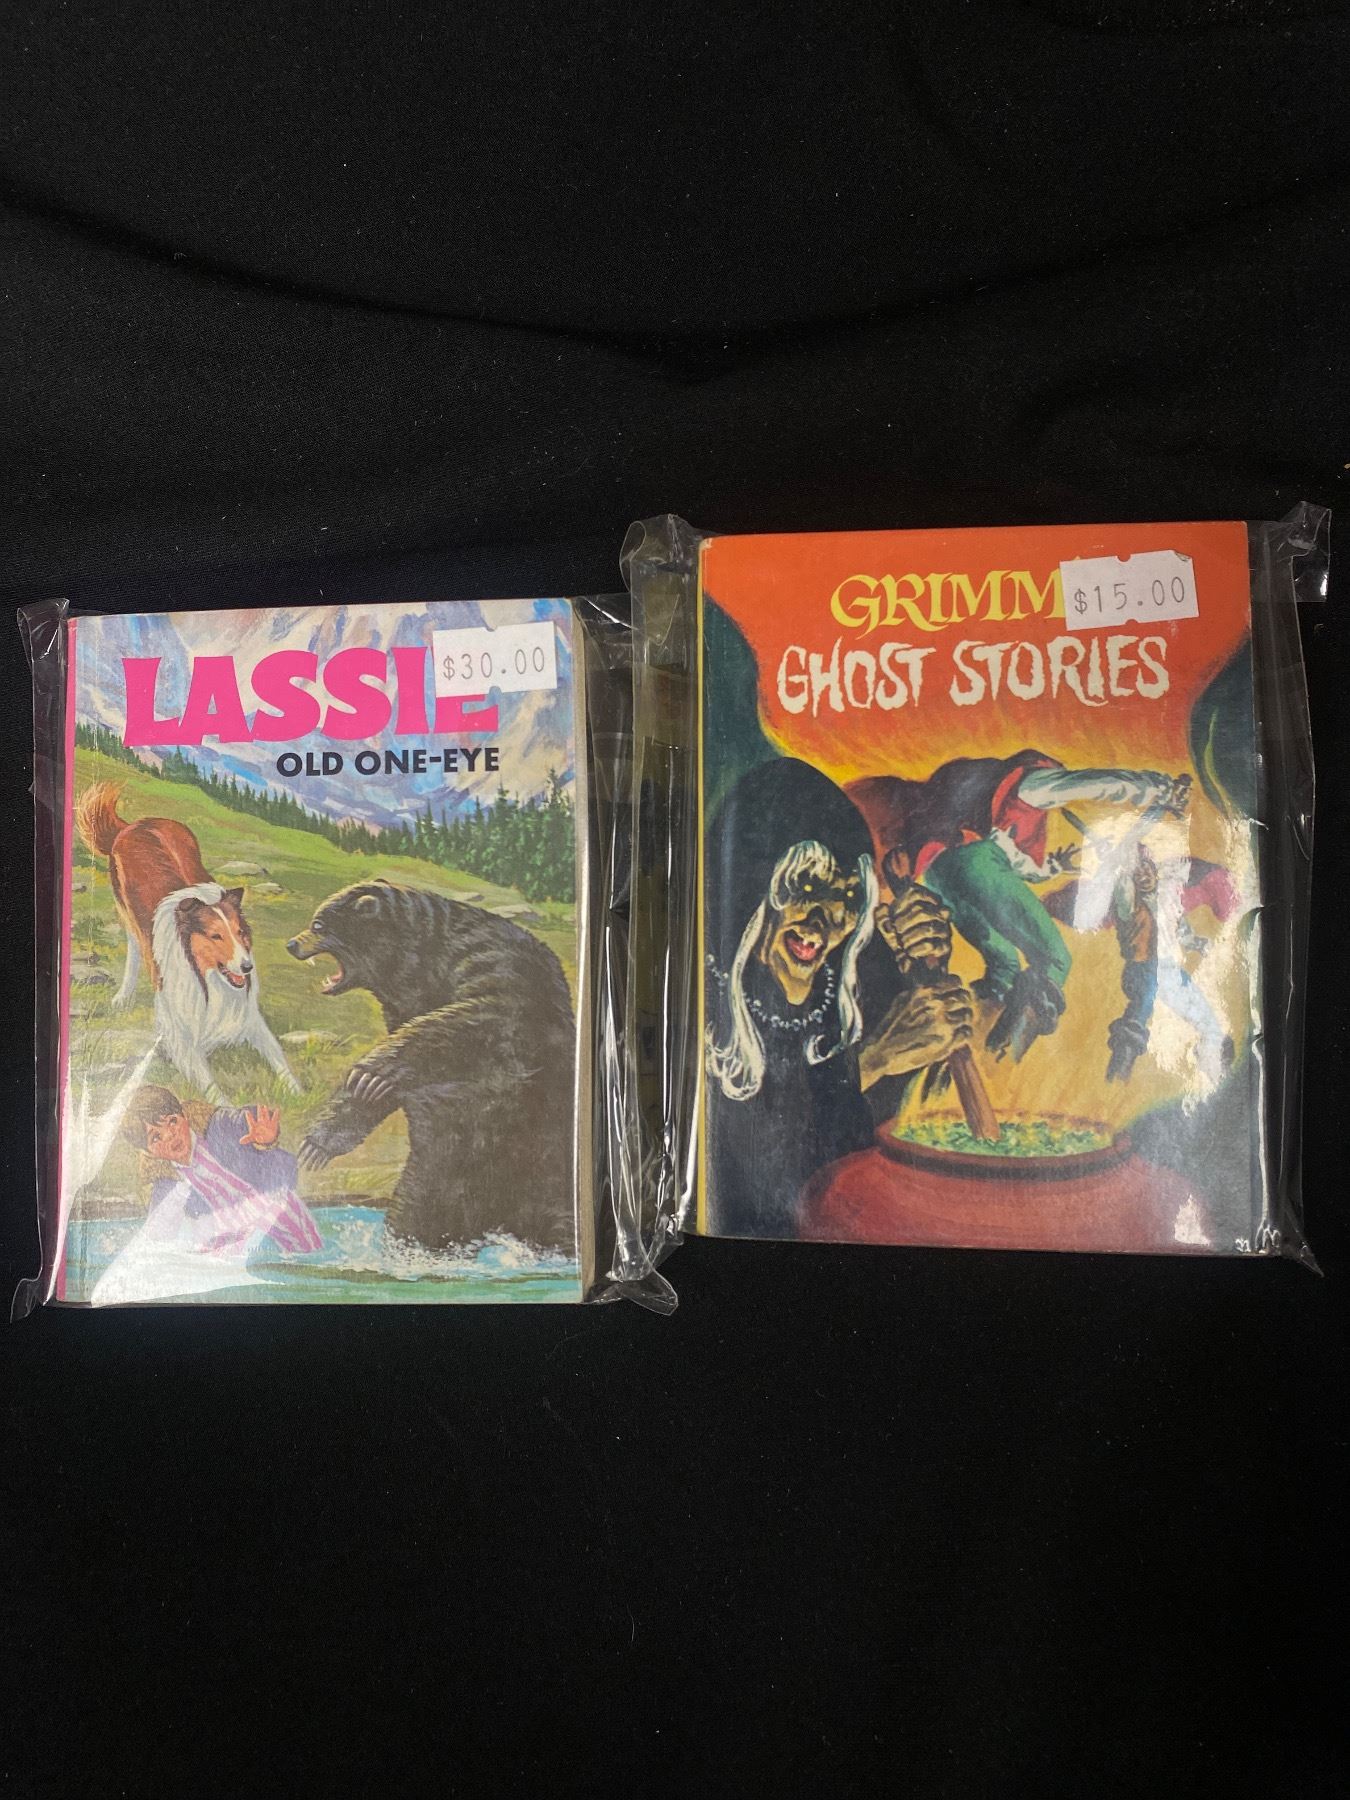 LASSIE
$30.00
OLD ONE-EYE
GRIMM'
$15.00
GHOST STORIES